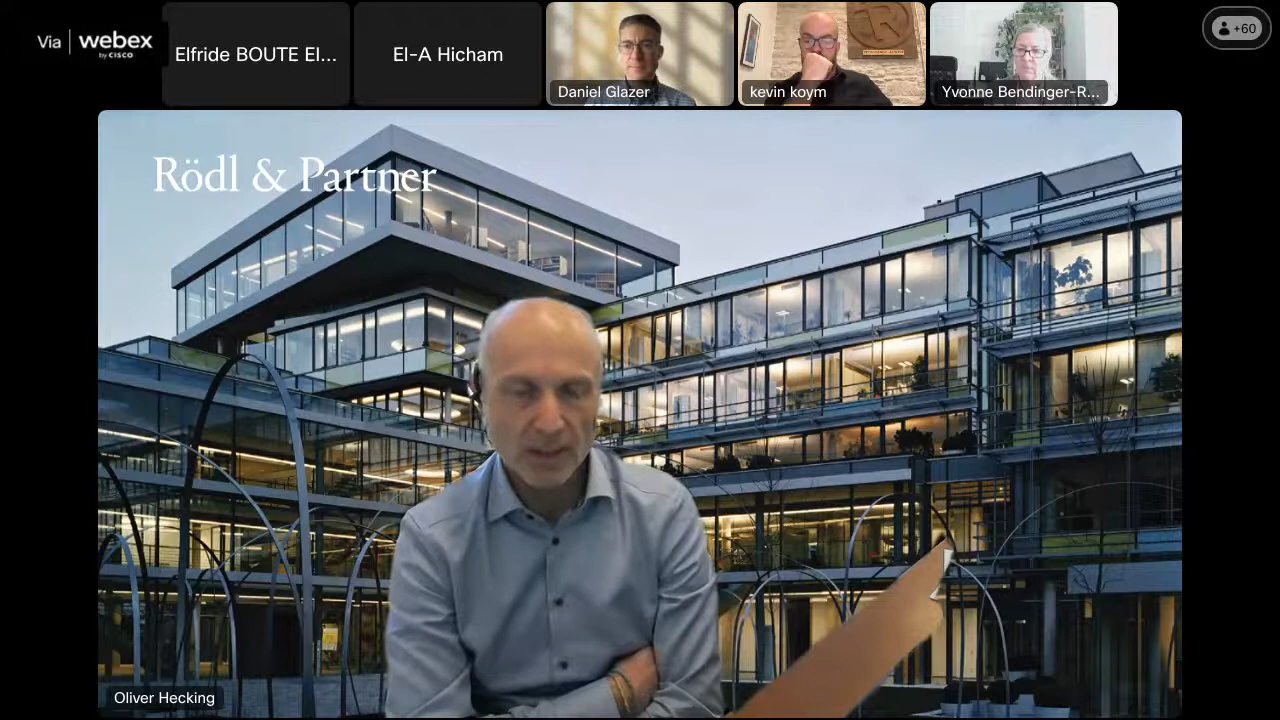 Via
webex
by CISCO
Elfride BOUTE El...
El-A Hicham
Daniel Glazer
kevin koym
Yvonne Bendinger-R...
+60
Rödl & Partner
Oliver Hecking